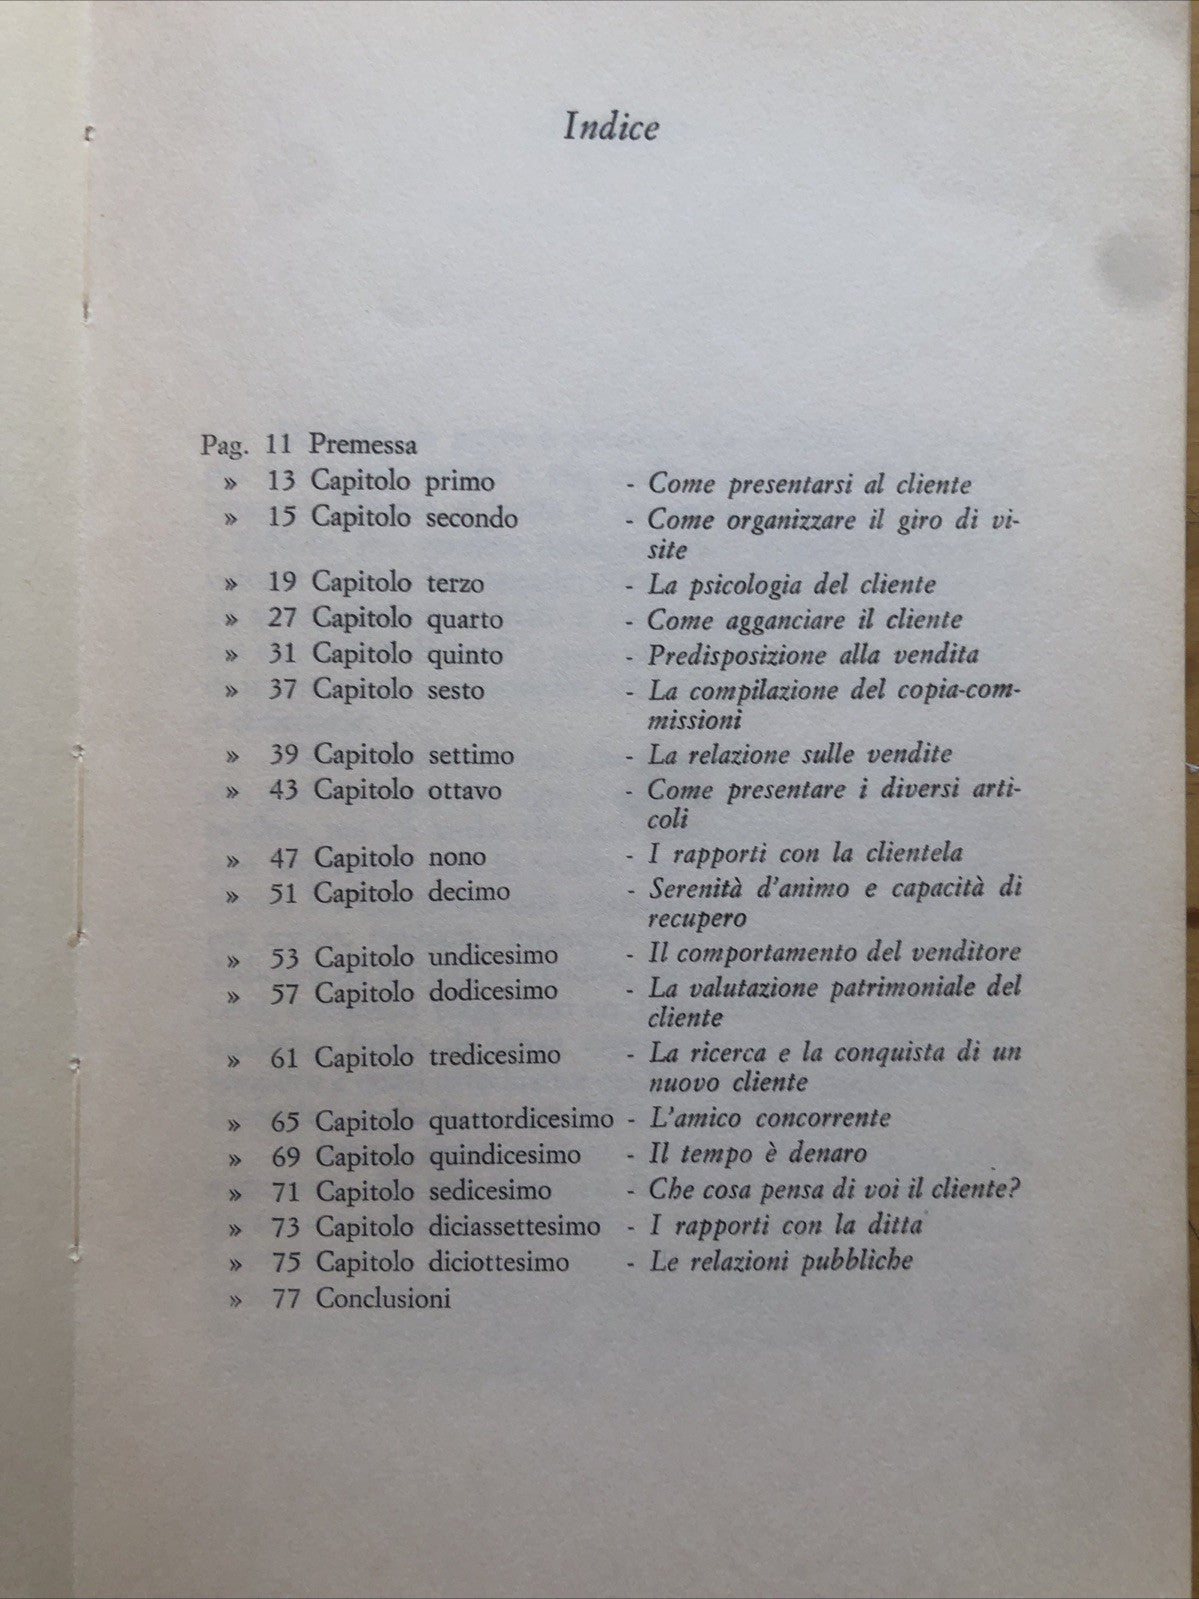 Indice
Pag. 11 Premessa
» 13 Capitolo primo - Come presentarsi al cliente
» 15 Capitolo secondo - Come organizzare il giro di vi-
site
» 19 Capitolo terzo - La psicologia del cliente
» 27 Capitolo quarto - Come agganciare il cliente
» 31 Capitolo quinto - Predisposizione alla vendita
» 37 Capitolo sesto - La compilazione del copia-com-
missioni
» 39 Capitolo settimo - La relazione sulle vendite
» 43 Capitolo ottavo - Come presentare i diversi arti-
coli
» 47 Capitolo nono - I rapporti con la clientela
» 51 Capitolo decimo - Serenità d'animo e capacità di
recupero
» 53 Capitolo undicesimo - Il comportamento del venditore
» 57 Capitolo dodicesimo - La valutazione patrimoniale del
cliente
» 61 Capitolo tredicesimo - La ricerca e la conquista di un
nuovo cliente
» 65 Capitolo quattordicesimo - L'amico concorrente
» 69 Capitolo quindicesimo - Il tempo è denaro
» 71 Capitolo sedicesimo - Che cosa pensa di voi il cliente?
» 73 Capitolo diciassettesimo - I rapporti con la ditta
» 75 Capitolo diciottesimo - Le relazioni pubbliche
» 77 Conclusioni